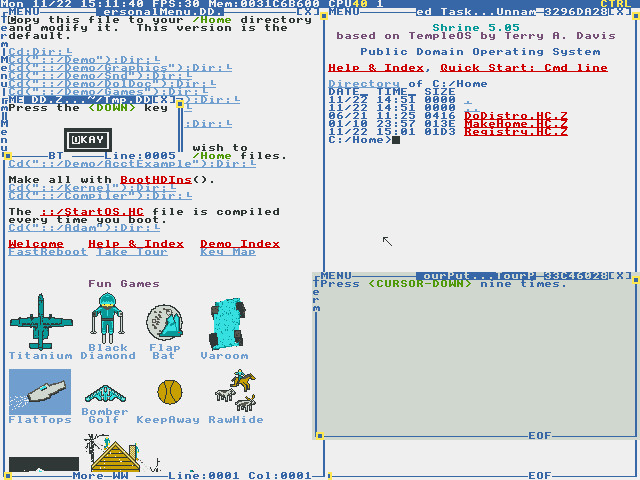 Mon 11/22 15:11:40 FPS:30 Mem:0031C6B600 CPU40 1 CTRL
MENU ersonalMenu.DD. [X]
Copy this file to your /Home directory
and modify it. This version is the
default.
Cd;Dir;
Cd("::/Demo");Dir;
Cd("::/Demo/Graphics");Dir;
Cd("::/Demo/Snd");Dir;
Cd("::/Demo/DolDoc");Dir;
Cd("::/Demo/Games");Dir;
ME DD.Z...~/Tmp.DD[X]
);Dir;
Press the <DOWN> key
;Dir;
OKAY
BT Line:0005
wish to
/Home files.
Cd("::/Demo/AcctExample");Dir;
Make all with BootHDIns().
Cd("::/Kernel");Dir;
Cd("::/Compiler");Dir;
The ::/StartOS.HC file is compiled
every time you boot.
Cd("::/Adam");Dir;
Welcome Help & Index Demo Index
FastReboot Take Tour Key Map
Fun Games
Titanium Black Diamond Flap Bat Varoom
FlatTops Bomber Golf KeepAway RawHide
More WW Line:0001 Col:0001
MENU ed Task...Unnam 3296DA28[X]
Shrine 5.05
based on TempleOS by Terry A. Davis
Public Domain Operating System
Help & Index, Quick Start: Cmd line
Directory of C:/Home
DATE_ TIME_ SIZE
11/22 14:51 0000 .
11/22 14:51 0000 ..
06/21 11:25 0416 DoDistro.HC.Z
01/10 23:57 013E MakeHome.HC.Z
11/22 15:01 01D3 Registry.HC.Z
C:/Home>
MENU ourPut...TourP 33C46028[X]
Term
Press <CURSOR-DOWN> nine times.
EOF
EOF